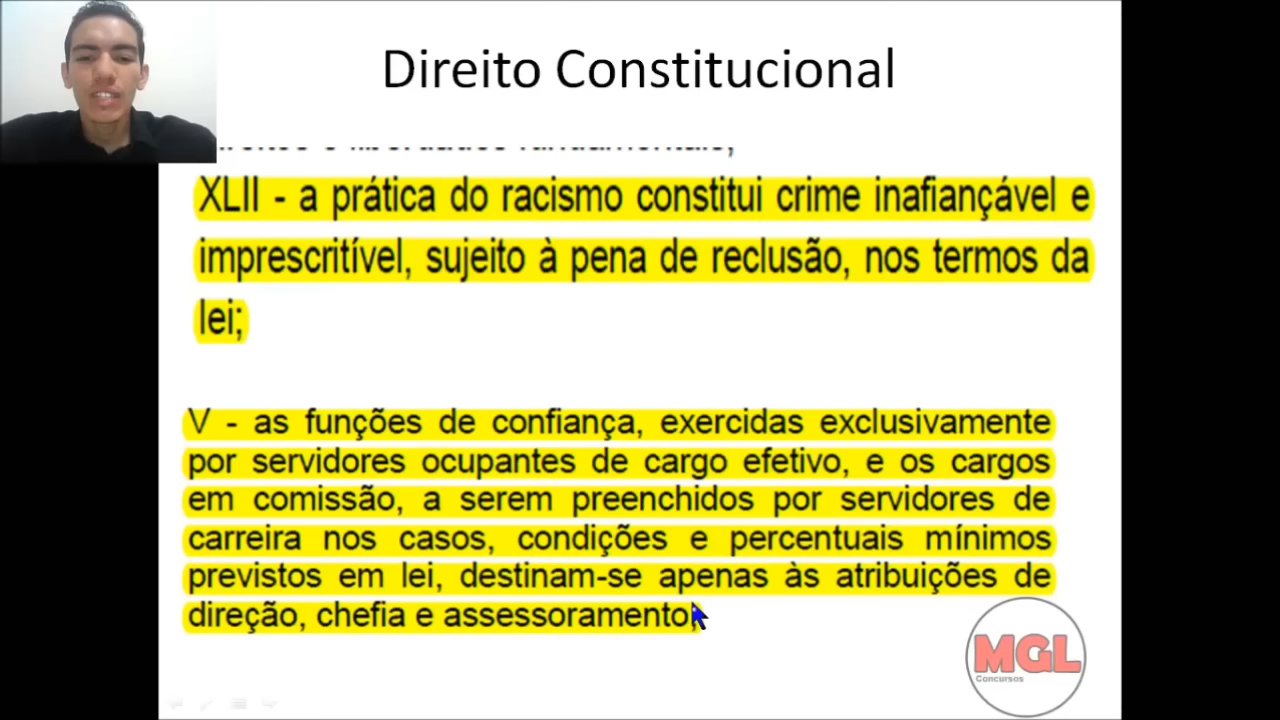 Direito Constitucional
XLII - a prática do racismo constitui crime inafiançável e
imprescritível, sujeito à pena de reclusão, nos termos da
lei;
V - as funções de confiança, exercidas exclusivamente
por servidores ocupantes de cargo efetivo, e os cargos
em comissão, a serem preenchidos por servidores de
carreira nos casos, condições e percentuais mínimos
previstos em lei, destinam-se apenas às atribuições de
direção, chefia e assessoramento;
MGL
Concursos